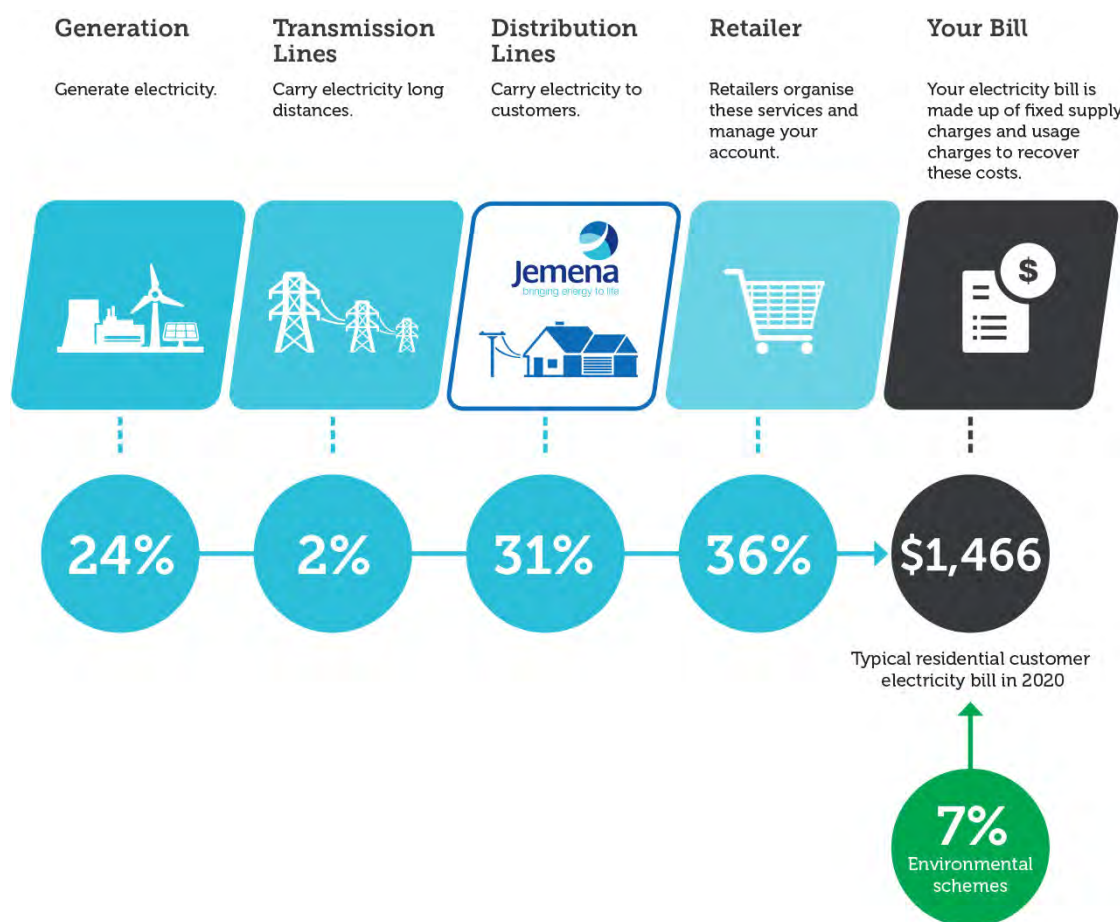 Generation
Generate electricity.
Transmission
Lines
Carry electricity long
distances.
Distribution
Lines
Carry electricity to
customers.
Retailer
Retailers organise
these services and
manage your
account.
Your Bill
Your electricity bill is
made up of fixed supply
charges and usage
charges to recover
these costs.
Jemena
bringing energy to life
$
24%
2%
31%
36%
$1,466
Typical residential customer
electricity bill in 2020
7%
Environmental
schemes